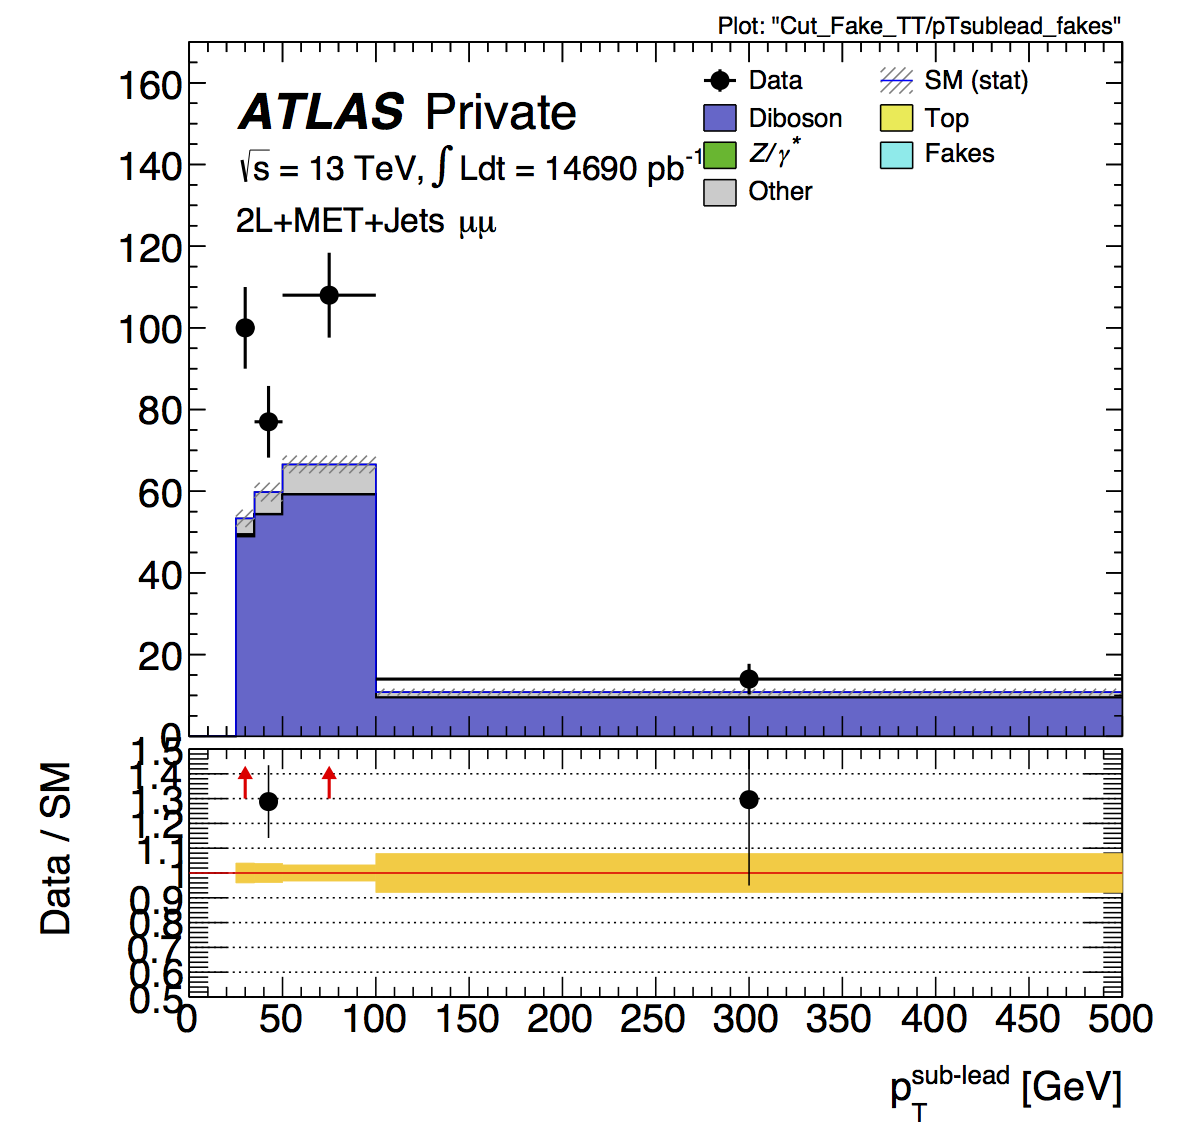 Plot: "Cut_Fake_TT/pTsublead_fakes"
ATLAS Private
√s = 13 TeV, ∫ Ldt = 14690 pb⁻¹
2L+MET+Jets μμ
Data
SM (stat)
Diboson
Top
Z/γ*
Fakes
Other
160
140
120
100
80
60
40
20
0
Data / SM
1.5
1.4
1.3
1.2
1.1
1
0.9
0.8
0.7
0.6
0.5
0 50 100 150 200 250 300 350 400 450 500
p_T^sub-lead [GeV]